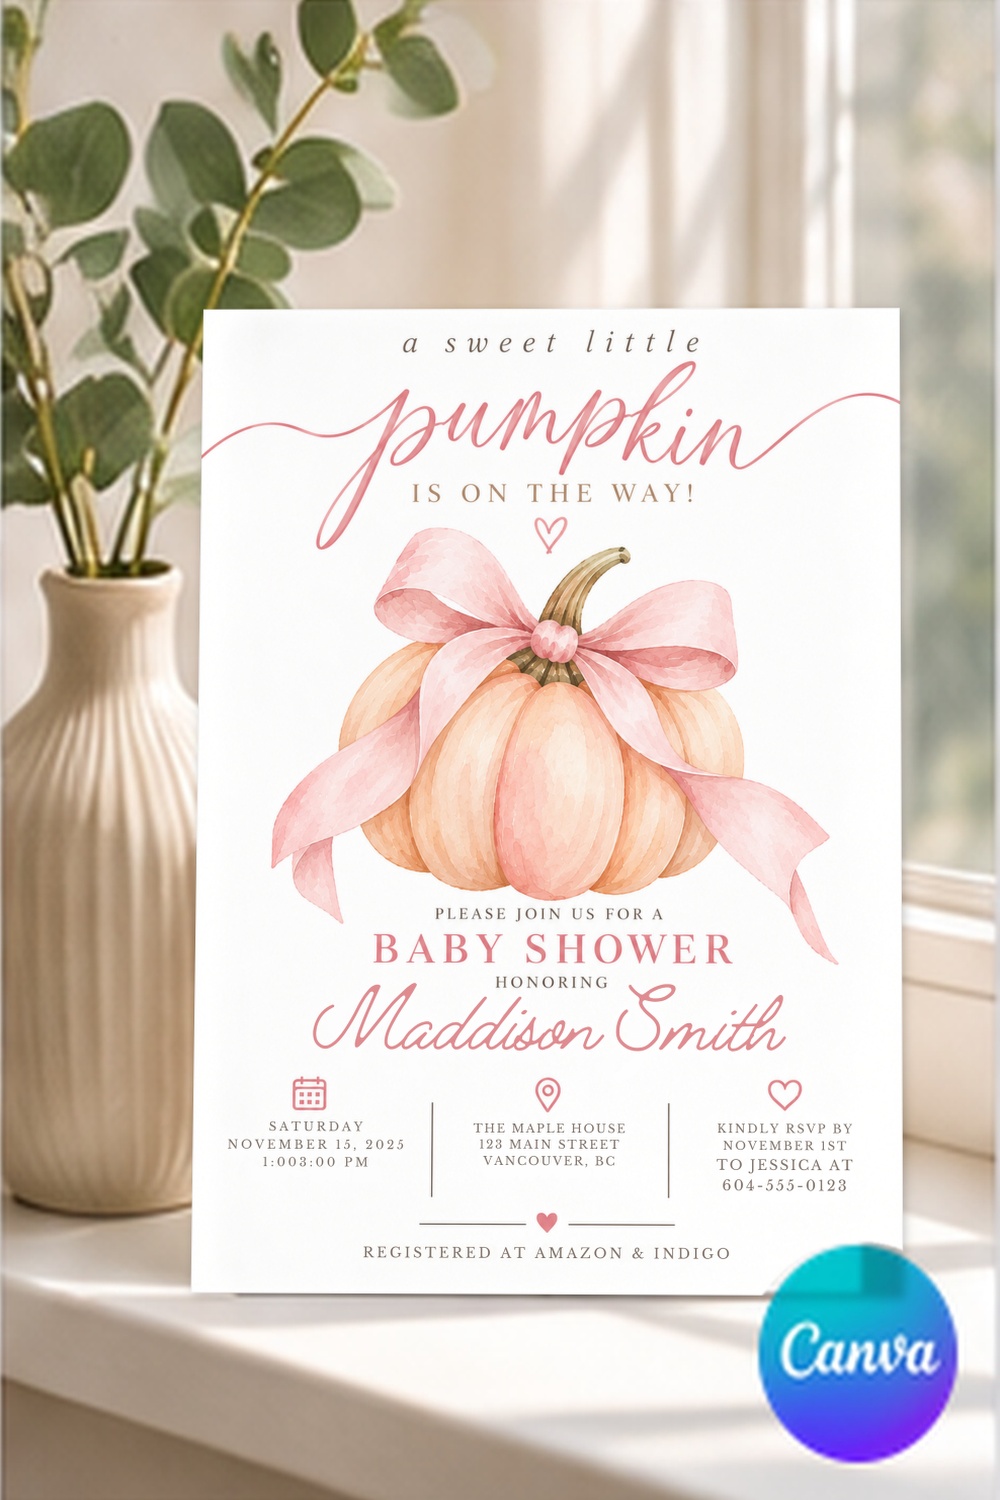 a sweet little
pumpkin
IS ON THE WAY!
PLEASE JOIN US FOR A
BABY SHOWER
HONORING
Maddison Smith
SATURDAY
NOVEMBER 15, 2025
1:003:00 PM
THE MAPLE HOUSE
123 MAIN STREET
VANCOUVER, BC
KINDLY RSVP BY
NOVEMBER 1ST
TO JESSICA AT
604-555-0123
REGISTERED AT AMAZON & INDIGO
Canva